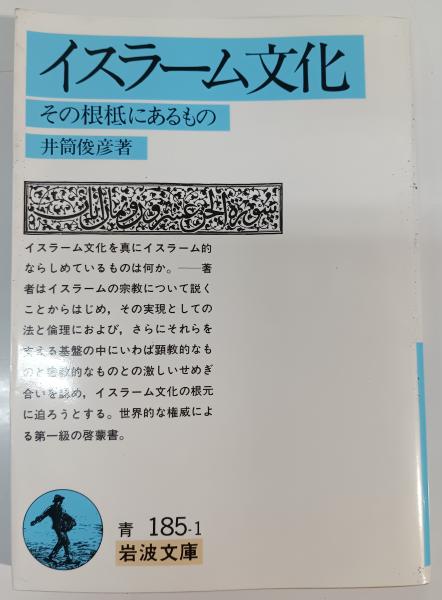 イスラーム文化
その根柢にあるもの
井筒俊彦著
イスラーム文化を真にイスラーム的
ならしめているものは何か。――著
者はイスラームの宗教について説く
ことからはじめ，その実現としての
法と倫理におよび，さらにそれらを
支える基盤の中にいわば顕教的なも
のと密教的なものとの激しいせめぎ
合いを認め，イスラーム文化の根元
に迫ろうとする。世界的な権威によ
る第一級の啓蒙書。
青 185-1
岩波文庫